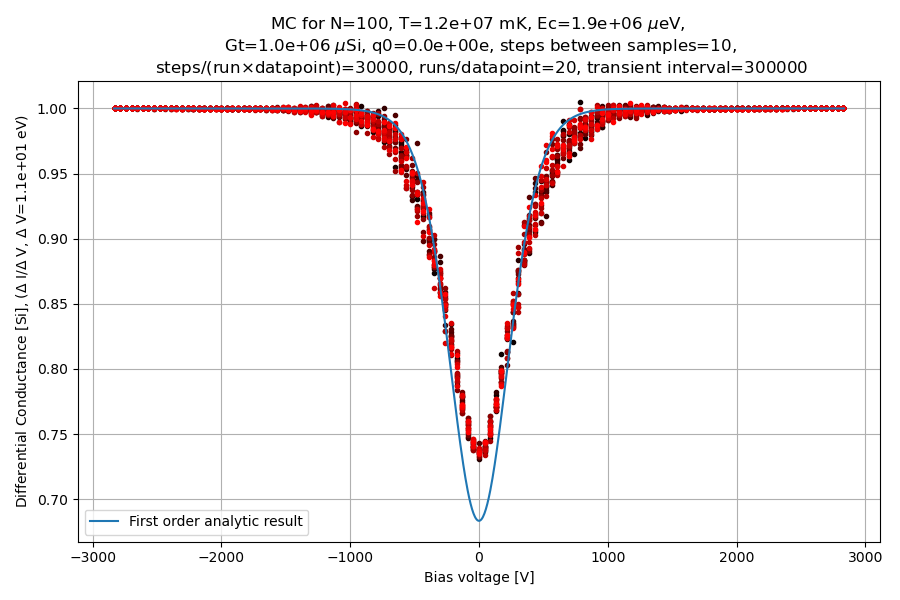 MC for N=100, T=1.2e+07 mK, Ec=1.9e+06 μeV,
Gt=1.0e+06 μSi, q0=0.0e+00e, steps between samples=10,
steps/(run×datapoint)=30000, runs/datapoint=20, transient interval=300000
Differential Conductance [Si], (Δ I/Δ V, Δ V=1.1e+01 eV)
1.00
0.95
0.90
0.85
0.80
0.75
0.70
First order analytic result
−3000 −2000 −1000 0 1000 2000 3000
Bias voltage [V]